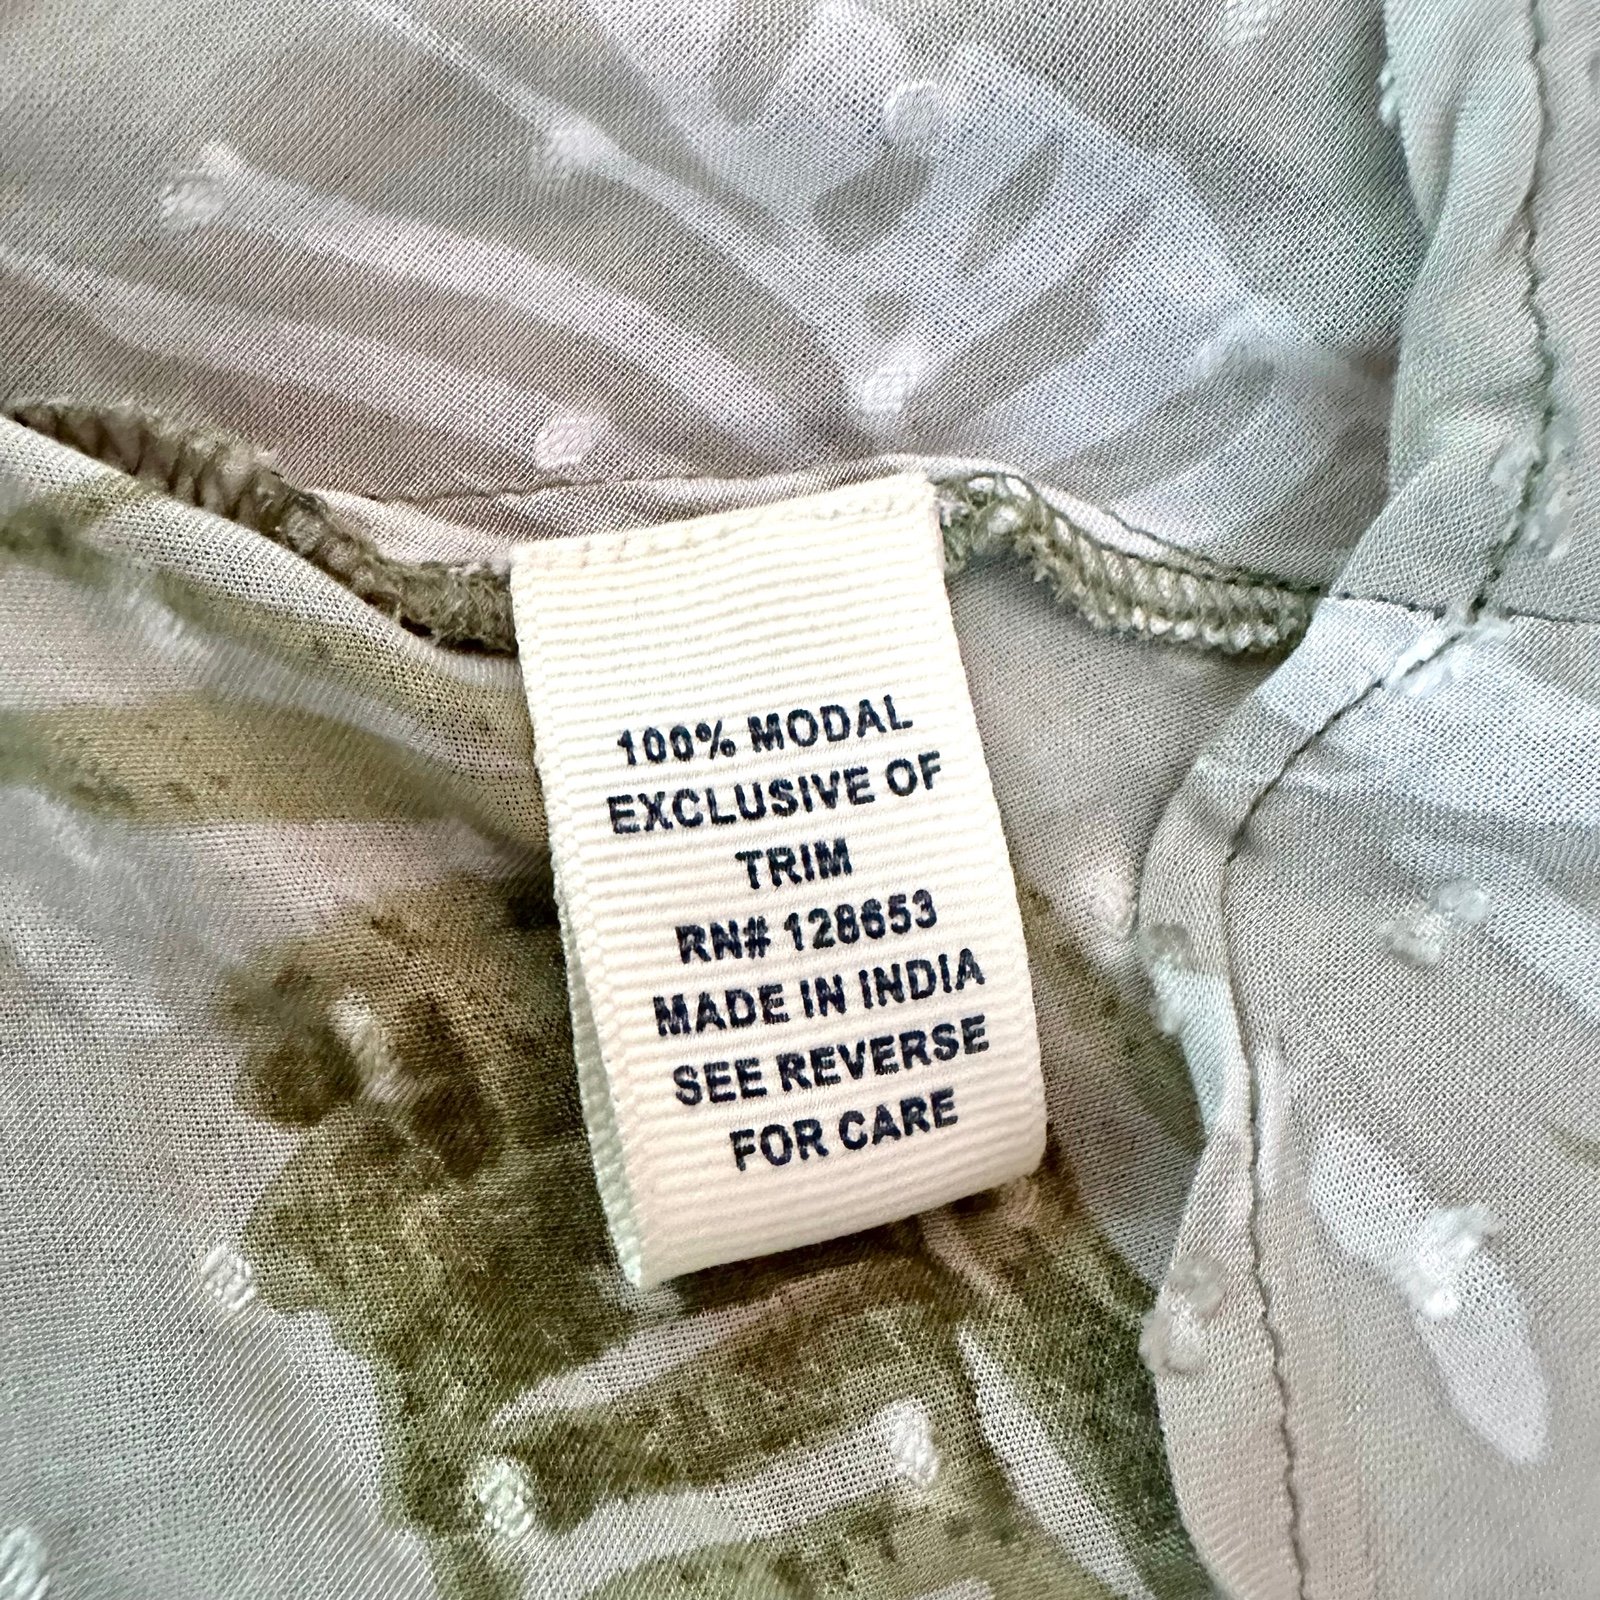 100% MODAL
EXCLUSIVE OF
TRIM
RN# 128653
MADE IN INDIA
SEE REVERSE
FOR CARE